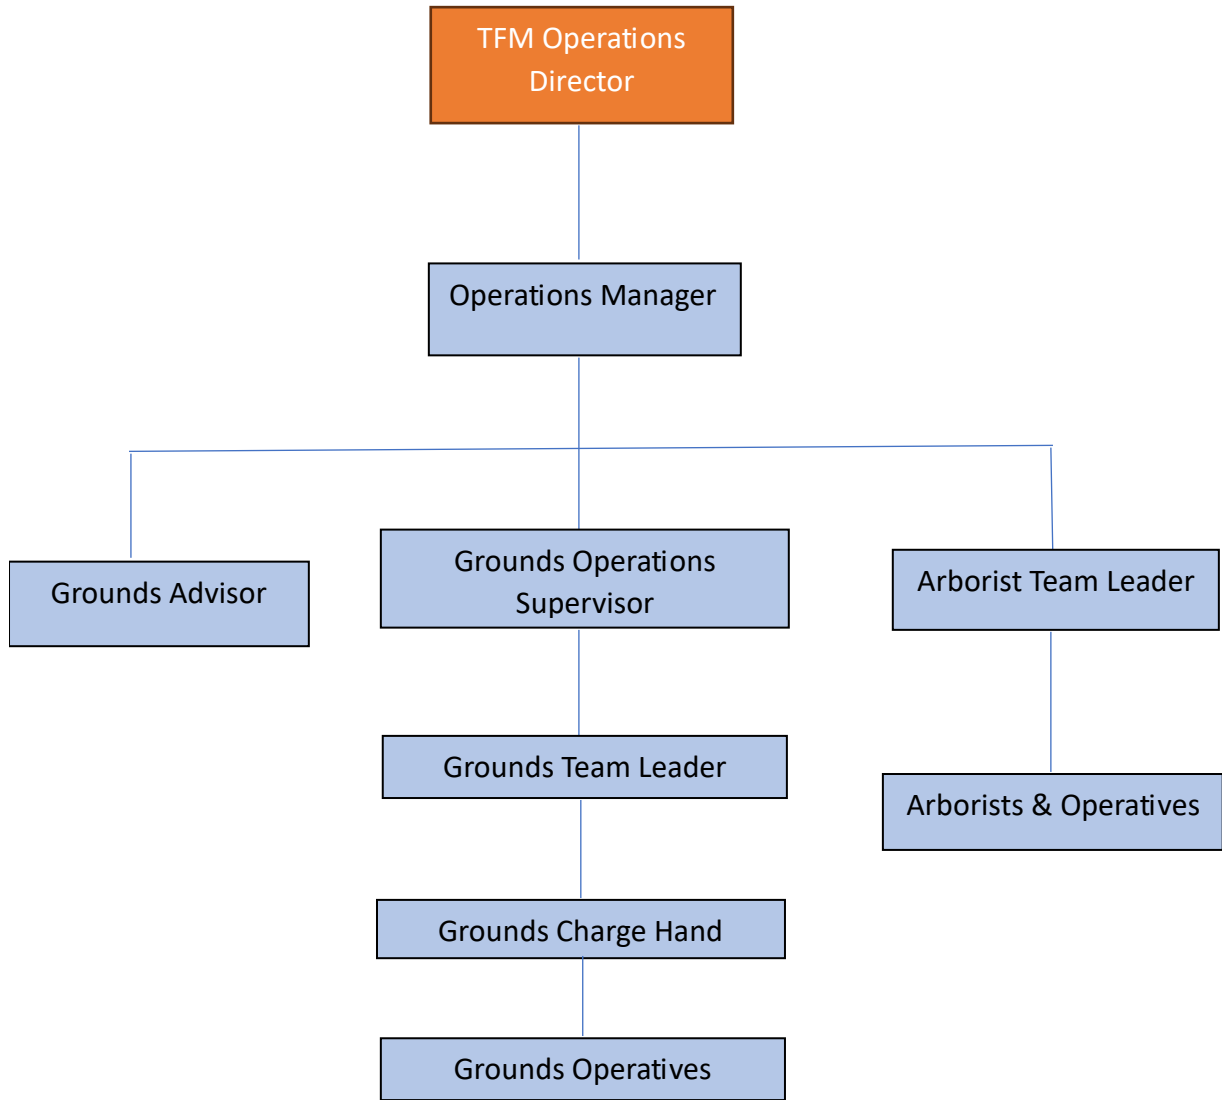 TFM Operations
Director
Operations Manager
Grounds Advisor
Grounds Operations
Supervisor
Arborist Team Leader
Grounds Team Leader
Arborists & Operatives
Grounds Charge Hand
Grounds Operatives